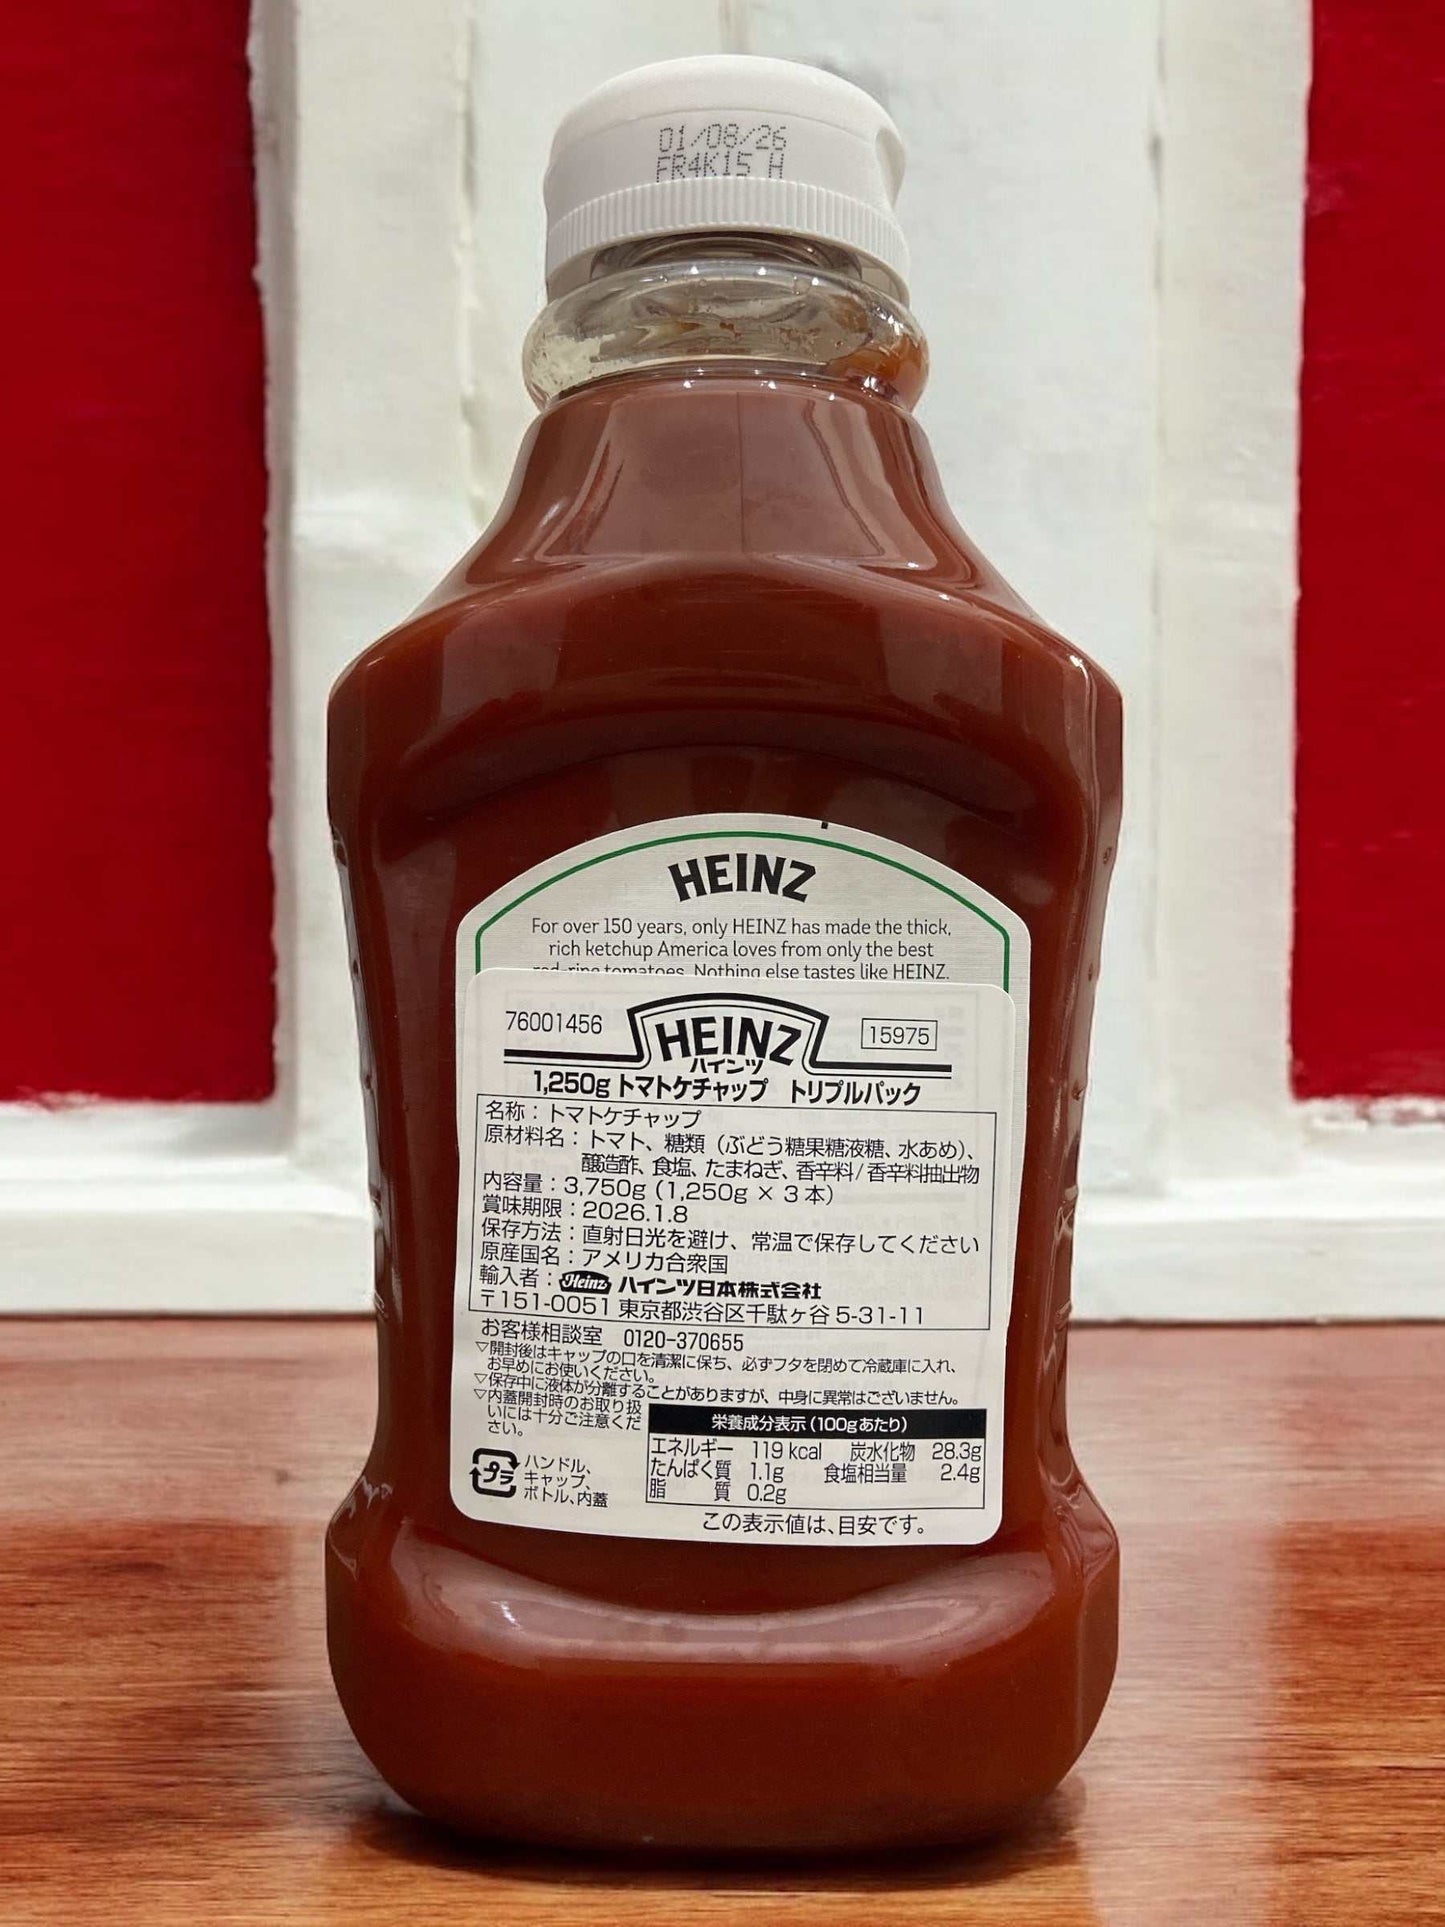 01/08/26
FR4K15 H
HEINZ
For over 150 years, only HEINZ has made the thick,
rich ketchup America loves from only the best
red-ripe tomatoes. Nothing else tastes like HEINZ.
76001456
HEINZ
15975
ハインツ
1,250g トマトケチャップ トリプルパック
名称：トマトケチャップ
原材料名：トマト、糖類（ぶどう糖果糖液糖、水あめ）、
醸造酢、食塩、たまねぎ、香辛料/香辛料抽出物
内容量：3,750g（1,250g × 3本）
賞味期限：2026.1.8
保存方法：直射日光を避け、常温で保存してください
原産国名：アメリカ合衆国
輸入者：Heinz ハインツ日本株式会社
〒151-0051 東京都渋谷区千駄ヶ谷 5-31-11
お客様相談室 0120-370655
▽開封後はキャップの口を清潔に保ち、必ずフタを閉めて冷蔵庫に入れ、
お早めにお使いください。
▽保存中に液体が分離することがありますが、中身に異常はございません。
▽内蓋開封時のお取り扱
いには十分ご注意くだ
さい。
プラ
ハンドル、
キャップ、
ボトル、内蓋
栄養成分表示（100gあたり）
エネルギー 119 kcal 炭水化物 28.3g
たんぱく質 1.1g 食塩相当量 2.4g
脂質 0.2g
この表示値は、目安です。